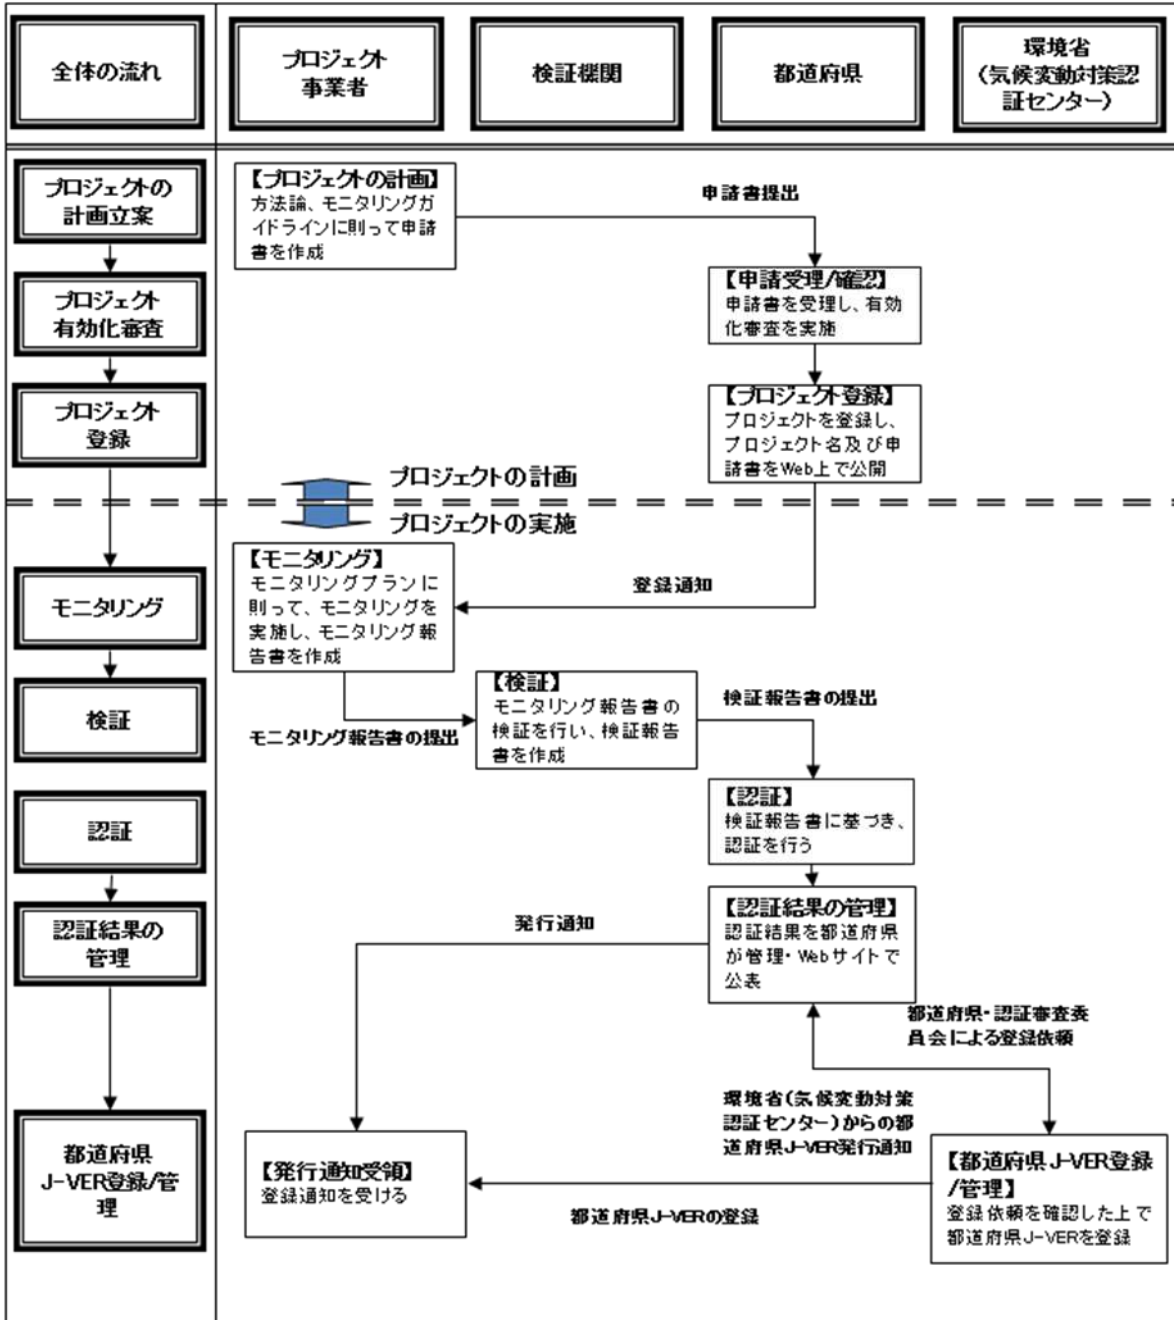 全体の流れ
プロジェクト
事業者
検証機関
都道府県
環境省
(気候変動対策認
証センター)
プロジェクトの
計画立案
【プロジェクトの計画】
方法論、モニタリングガ
イドラインに則って申請
書を作成
申請書提出
プロジェクト
有効化審査
【申請受理/確認】
申請書を受理し、有効
化審査を実施
プロジェクト
登録
【プロジェクト登録】
プロジェクトを登録し、
プロジェクト名及び申
請書をWeb上で公開
プロジェクトの計画
プロジェクトの実施
モニタリング
【モニタリング】
モニタリングプランに
則って、モニタリングを
実施し、モニタリング報
告書を作成
登録通知
検証
モニタリング報告書の提出
【検証】
モニタリング報告書の
検証を行い、検証報告
書を作成
検証報告書の提出
認証
【認証】
検証報告書に基づき、
認証を行う
認証結果の
管理
発行通知
【認証結果の管理】
認証結果を都道府県
が管理・Webサイトで
公表
都道府県・認証審査委
員会による登録依頼
環境省(気候変動対策
認証センター)からの都
道府県J-VER発行通知
都道府県
J-VER登録/管
理
【発行通知受領】
登録通知を受ける
都道府県J-VERの登録
【都道府県J-VER登録
/管理】
登録依頼を確認した上で
都道府県J-VERを登録